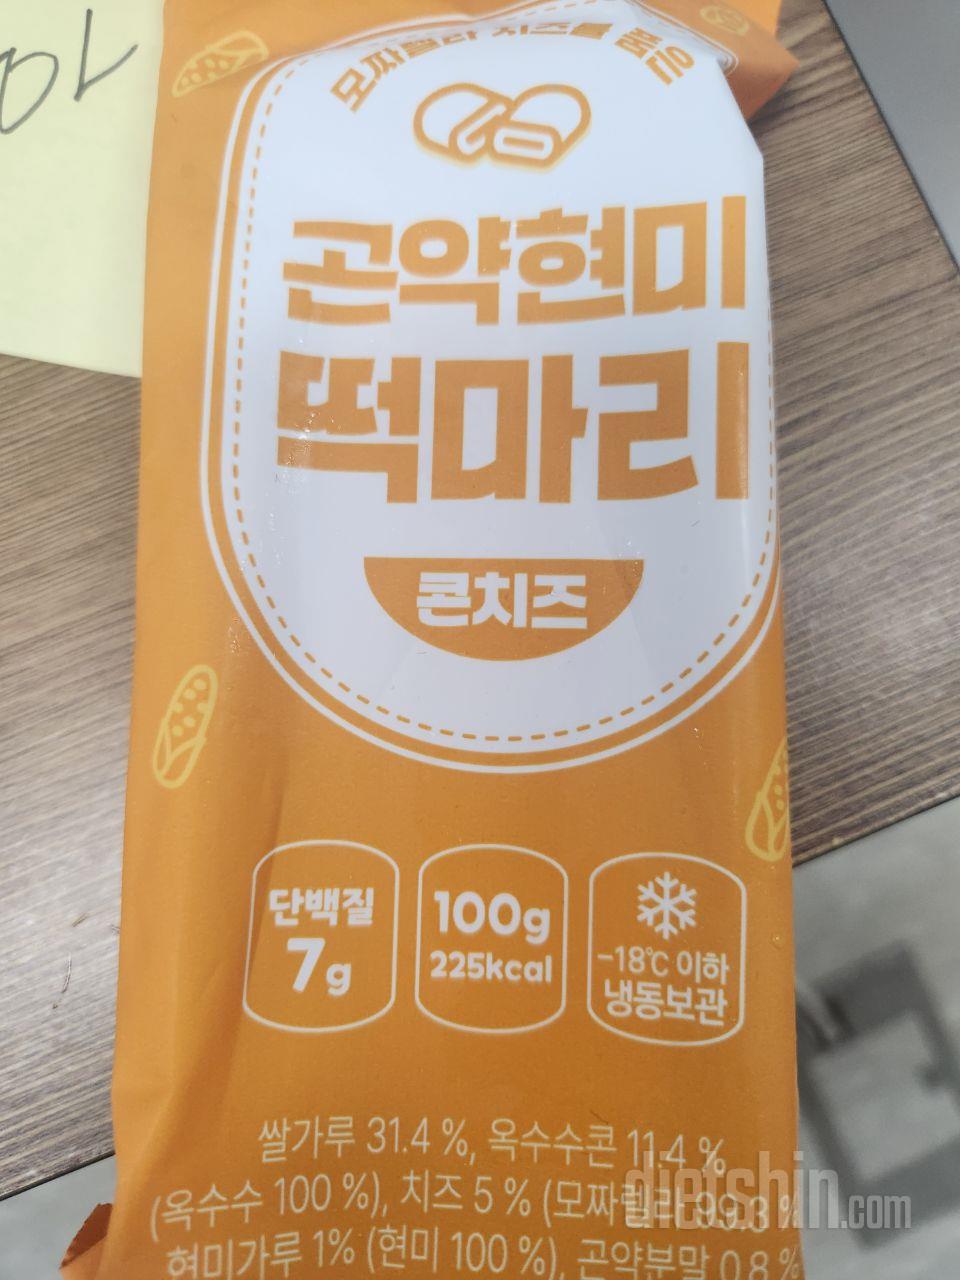 모짜렐라 치즈를 품은
곤약현미
떡마리
콘치즈
단백질
7g
100g
225kcal
-18℃ 이하
냉동보관
쌀가루 31.4 %, 옥수수콘 11.4 %
(옥수수 100 %), 치즈 5 % (모짜렐라 99.3 %
현미가루 1% (현미 100 %), 곤약분말 0.8 %
dietshin.com